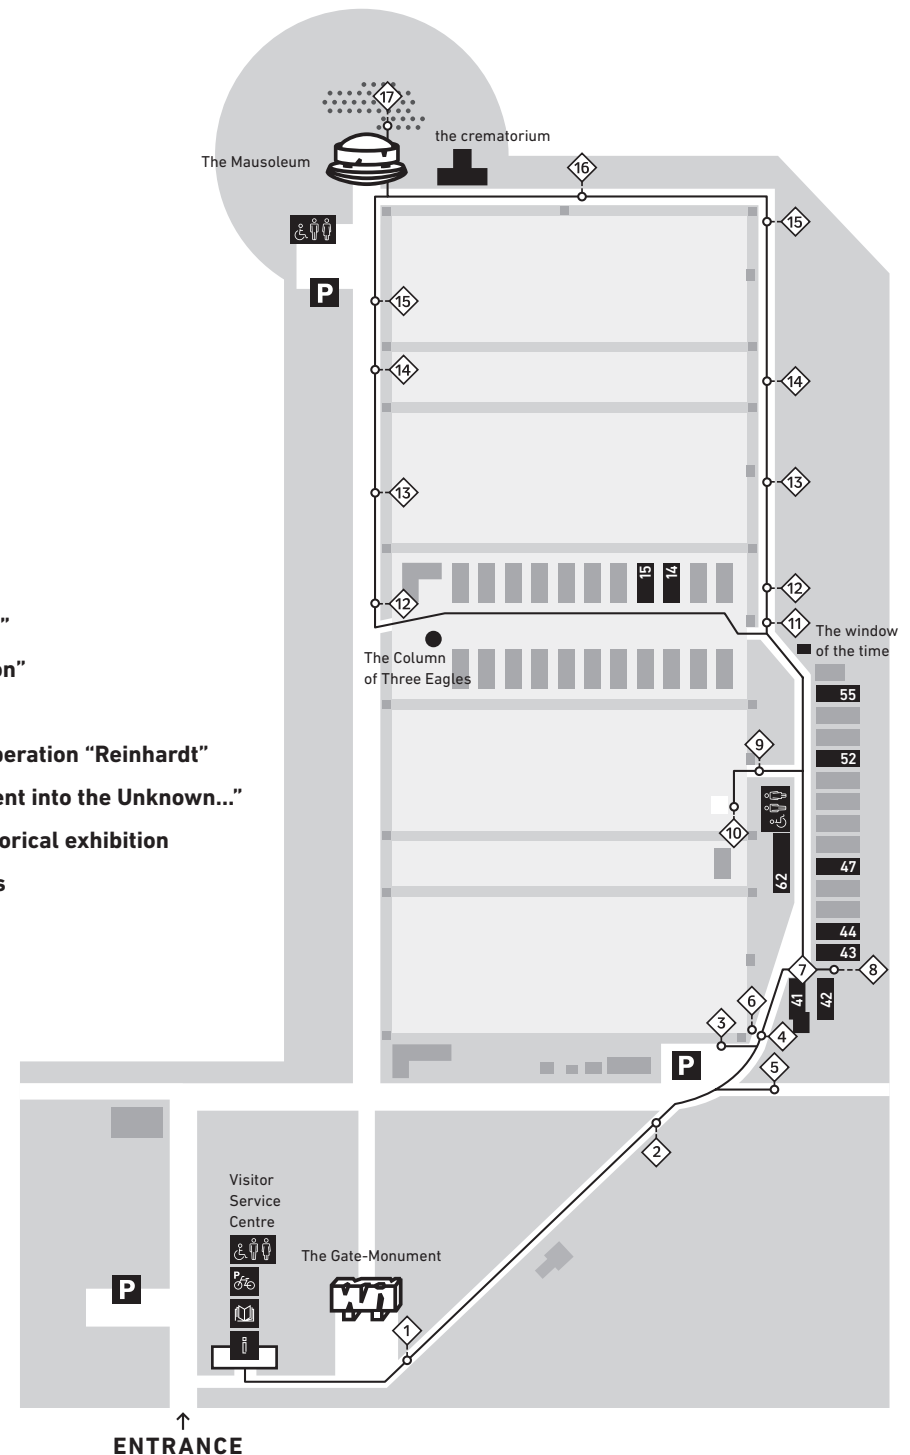 17
the crematorium
The Mausoleum
16
15
P
15
14
14
13
13
15
14
12
12
11
The window
of the time
The Column
of Three Eagles
55
9
52
10
62
47
44
43
7
8
6
41
42
3
4
P
5
2
”
on”
peration “Reinhardt”
ent into the Unknown...”
orical exhibition
s
Visitor
Service
Centre
The Gate-Monument
P
P
i
1
ENTRANCE